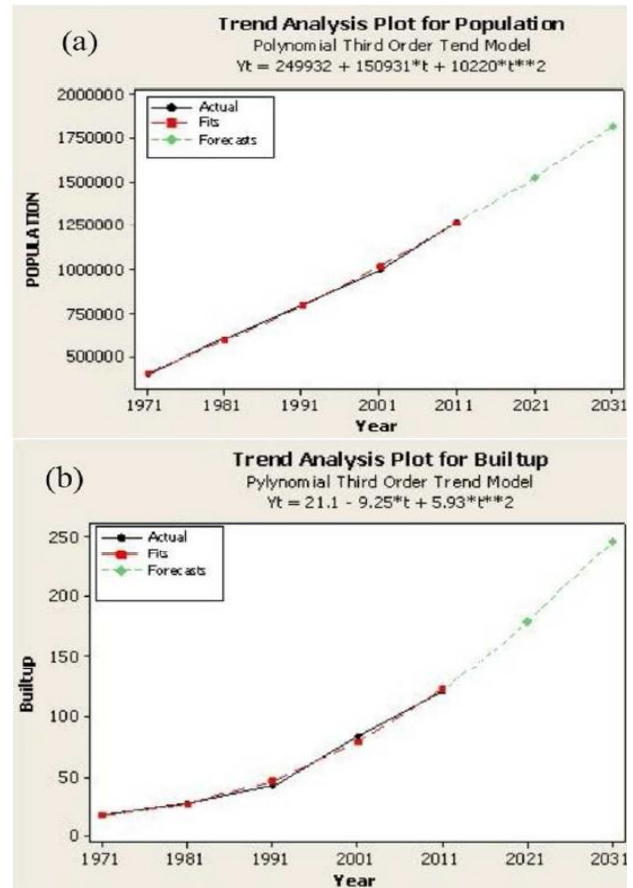 (a)
Trend Analysis Plot for Population
Polynomial Third Order Tend Model
Yt = 249932 + 150931*t + 10220*t**2
Actual
Fits
Forecasts
POPULATION
2000000
1750000
1500000
1250000
1000000
750000
500000
1971 1981 1991 2001 2011 2021 2031
Year
(b)
Trend Analysis Plot for Builtup
Pylynomial Third Order Trend Model
Yt = 21.1 - 9.25*t + 5.93*t**2
Actual
Fits
Forecasts
Builtup
250
200
150
100
50
0
1971 1981 1991 2001 2011 2021 2031
Year